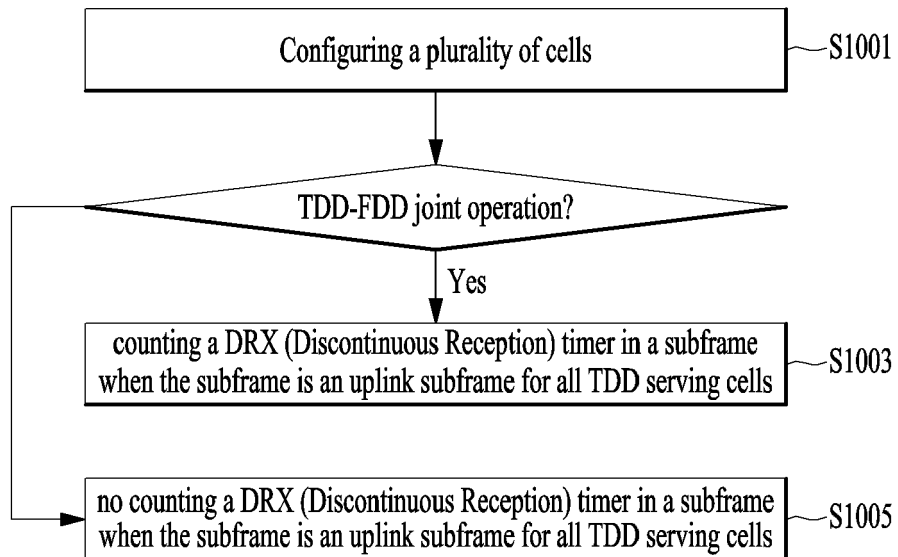 Configuring a plurality of cells
S1001
TDD-FDD joint operation?
Yes
counting a DRX (Discontinuous Reception) timer in a subframe
when the subframe is an uplink subframe for all TDD serving cells
S1003
no counting a DRX (Discontinuous Reception) timer in a subframe
when the subframe is an uplink subframe for all TDD serving cells
S1005